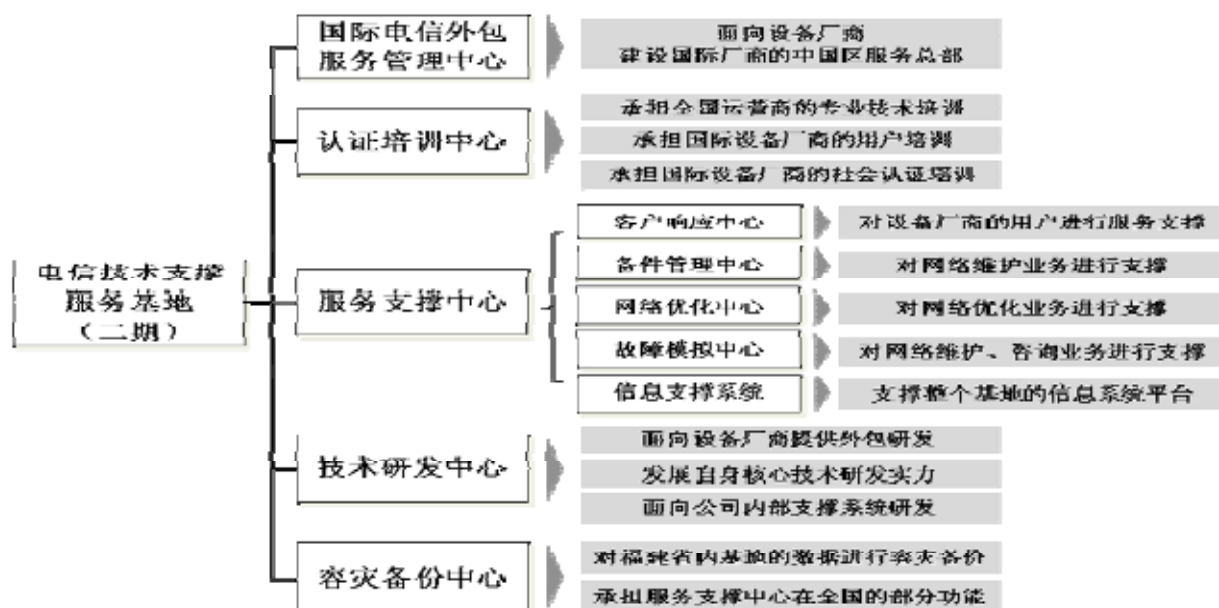 电信技术支撑
服务基地
（二期）
国际电信外包
服务管理中心
面向设备厂商
建设国际厂商的中国区服务总部
认证培训中心
承担全国运营商的专业技术培训
承担国际设备厂商的用户培训
承担国际设备厂商的社会认证培训
服务支撑中心
客户响应中心
对设备厂商的用户进行服务支撑
备件管理中心
对网络维护业务进行支撑
网络优化中心
对网络优化业务进行支撑
故障模拟中心
对网络维护、咨询业务进行支撑
信息支撑系统
支撑整个基地的信息系统平台
技术研发中心
面向设备厂商提供外包研发
发展自身核心技术研发实力
面向公司内部支撑系统研发
容灾备份中心
对福建省内基地的数据进行容灾备份
承担服务支撑中心在全国的部分功能